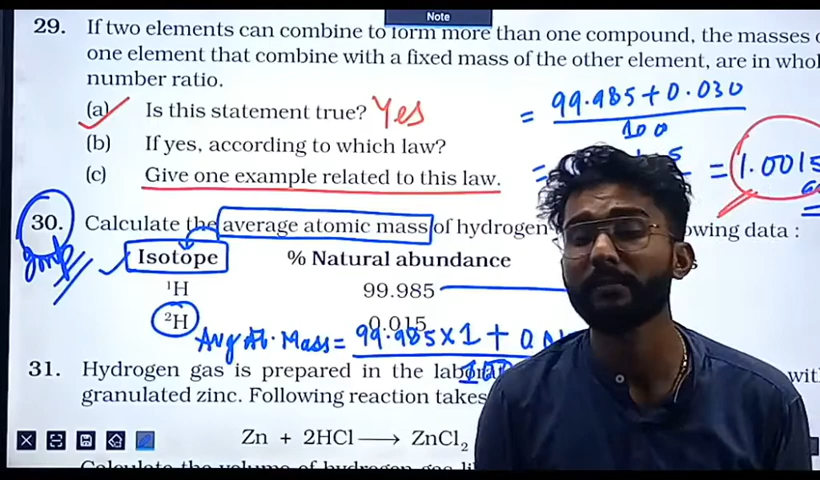 Note
29. If two elements can combine to form more than one compound, the masses
one element that combine with a fixed mass of the other element, are in
number ratio.
(a) Is this statement true? Yes
(b) If yes, according to which law?
(c) Give one example related to this law.
= 99.985+0.030
100
= 1.0015
30. Calculate the average atomic mass of hydrogen
Isotope % Natural abundance
¹H 99.985
²H 0.015
Avg At. Mass = 99.985×1 +
100
31. Hydrogen gas is prepared in the
granulated zinc. Following reaction takes
Zn + 2HCl ⟶ ZnCl₂